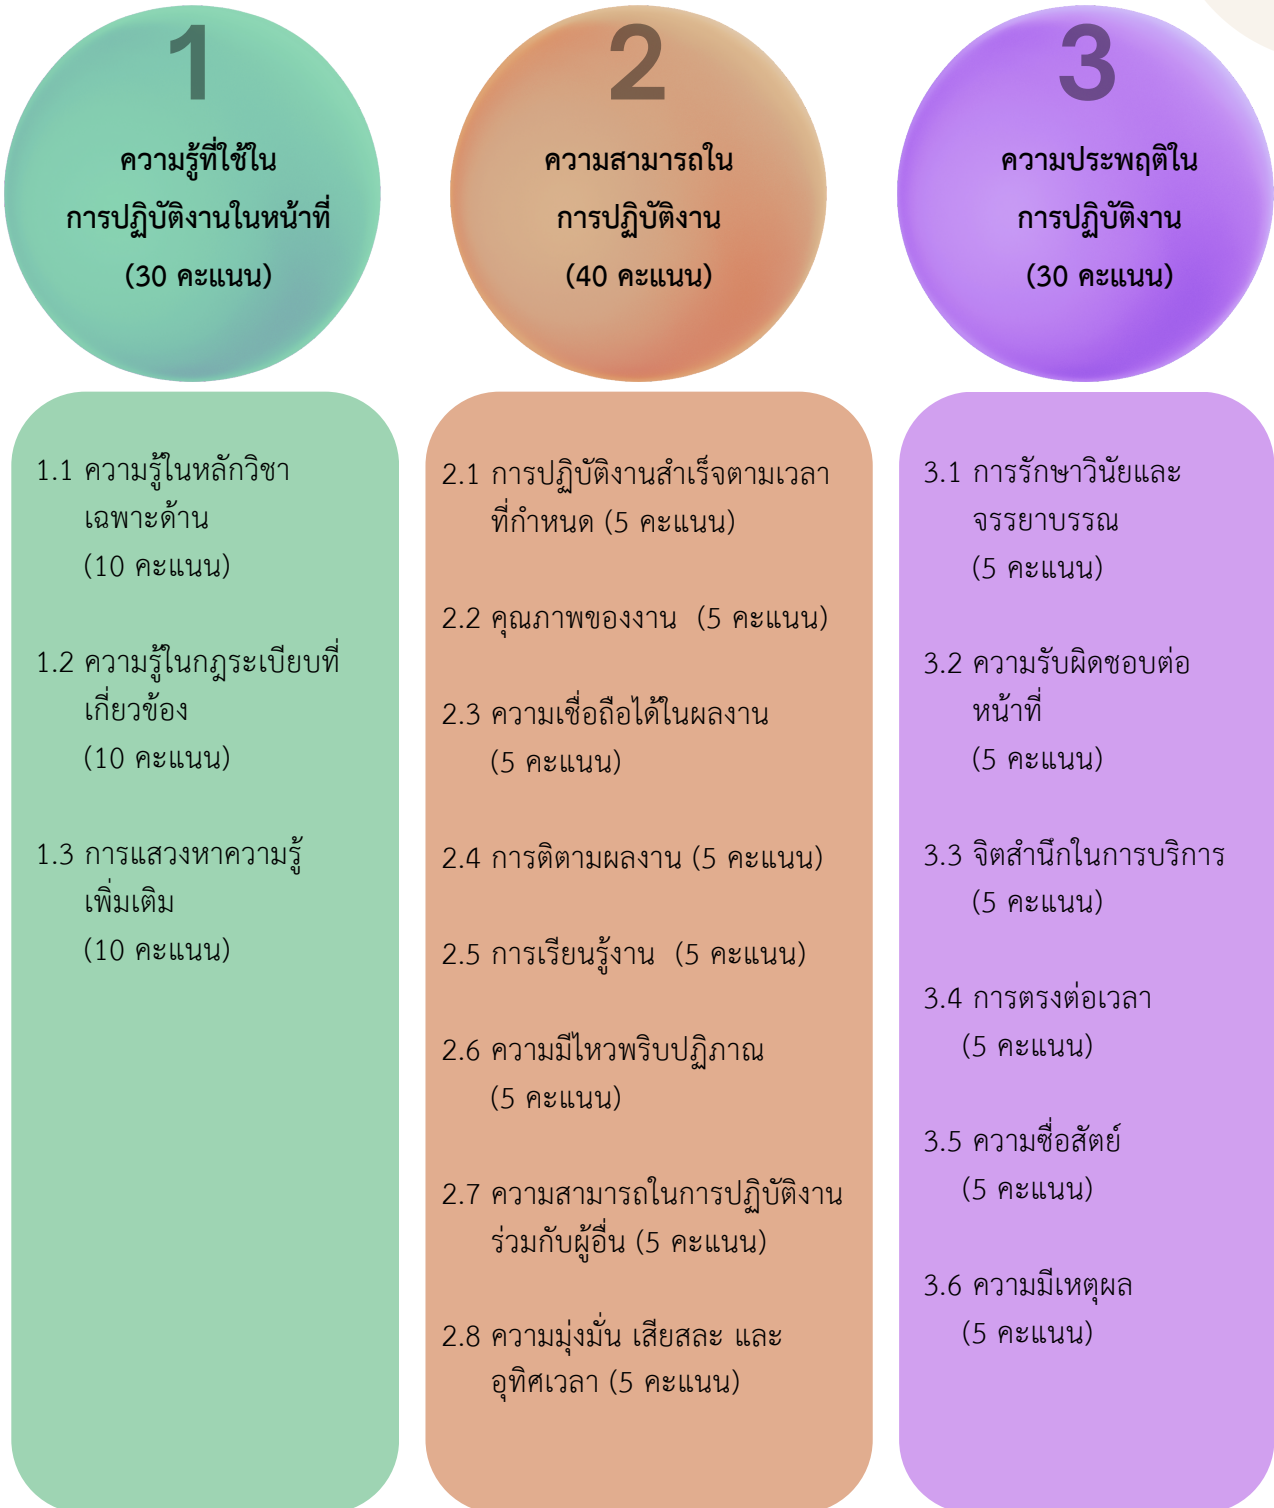 1
ความรู้ที่ใช้ใน
การปฏิบัติงานในหน้าที่
(30 คะแนน)
1.1 ความรู้ในหลักวิชา
เฉพาะด้าน
(10 คะแนน)
1.2 ความรู้ในกฎระเบียบที่
เกี่ยวข้อง
(10 คะแนน)
1.3 การแสวงหาความรู้
เพิ่มเติม
(10 คะแนน)
2
ความสามารถใน
การปฏิบัติงาน
(40 คะแนน)
2.1 การปฏิบัติงานสำเร็จตามเวลา
ที่กำหนด (5 คะแนน)
2.2 คุณภาพของงาน (5 คะแนน)
2.3 ความเชื่อถือได้ในผลงาน
(5 คะแนน)
2.4 การติตามผลงาน (5 คะแนน)
2.5 การเรียนรู้งาน (5 คะแนน)
2.6 ความมีไหวพริบปฏิภาณ
(5 คะแนน)
2.7 ความสามารถในการปฏิบัติงาน
ร่วมกับผู้อื่น (5 คะแนน)
2.8 ความมุ่งมั่น เสียสละ และ
อุทิศเวลา (5 คะแนน)
3
ความประพฤติใน
การปฏิบัติงาน
(30 คะแนน)
3.1 การรักษาวินัยและ
จรรยาบรรณ
(5 คะแนน)
3.2 ความรับผิดชอบต่อ
หน้าที่
(5 คะแนน)
3.3 จิตสำนึกในการบริการ
(5 คะแนน)
3.4 การตรงต่อเวลา
(5 คะแนน)
3.5 ความซื่อสัตย์
(5 คะแนน)
3.6 ความมีเหตุผล
(5 คะแนน)